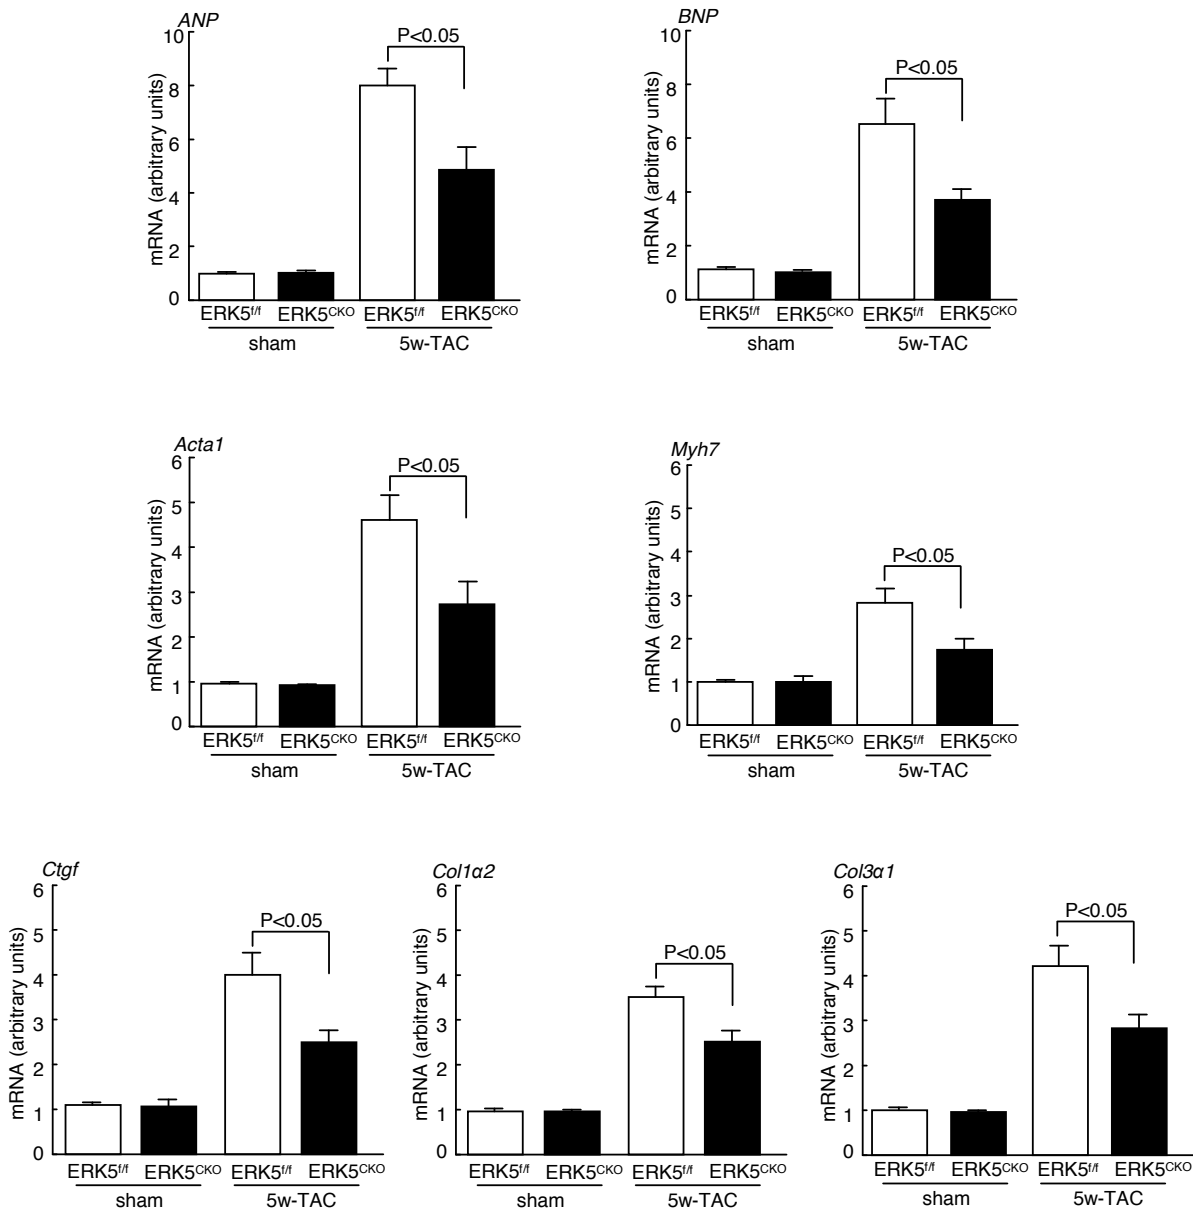 ANP
mRNA (arbitrary units)
10
8
6
4
2
0
P<0.05
ERK5f/f ERK5CKO ERK5f/f ERK5CKO
sham 5w-TAC
BNP
mRNA (arbitrary units)
10
8
6
4
2
0
P<0.05
ERK5f/f ERK5CKO ERK5f/f ERK5CKO
sham 5w-TAC
Acta1
mRNA (arbitrary units)
6
5
4
3
2
1
0
P<0.05
ERK5f/f ERK5CKO ERK5f/f ERK5CKO
sham 5w-TAC
Myh7
mRNA (arbitrary units)
6
5
4
3
2
1
0
P<0.05
ERK5f/f ERK5CKO ERK5f/f ERK5CKO
sham 5w-TAC
Ctgf
mRNA (arbitrary units)
6
5
4
3
2
1
0
P<0.05
ERK5f/f ERK5CKO ERK5f/f ERK5CKO
sham 5w-TAC
Col1α2
mRNA (arbitrary units)
6
5
4
3
2
1
0
P<0.05
ERK5f/f ERK5CKO ERK5f/f ERK5CKO
sham 5w-TAC
Col3α1
mRNA (arbitrary units)
6
5
4
3
2
1
0
P<0.05
ERK5f/f ERK5CKO ERK5f/f ERK5CKO
sham 5w-TAC